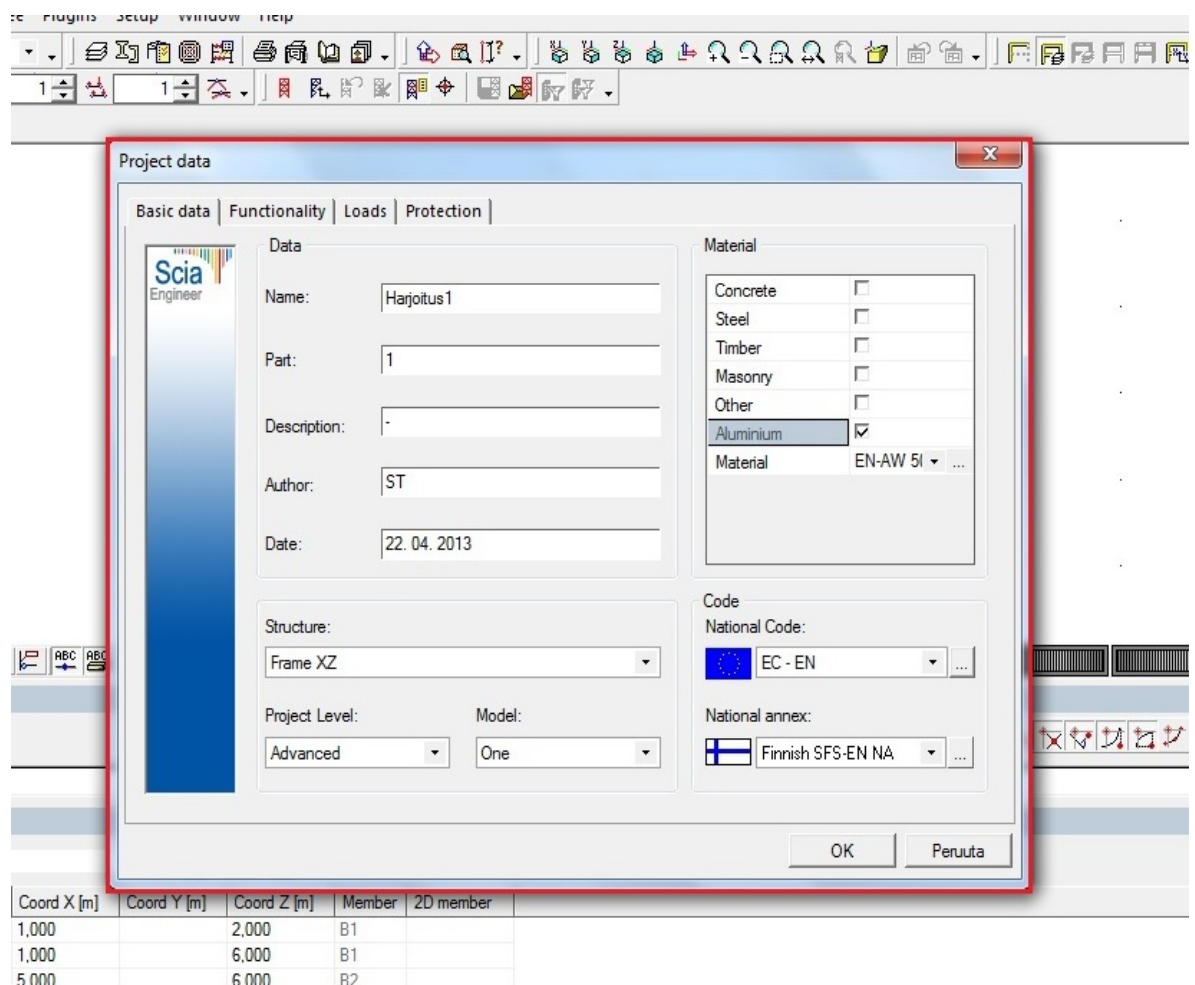 Plugins Setup Window Help
1
1
Project data
Basic data Functionality Loads Protection
Scia
Engineer
Data
Name: Harjoitus1
Part: 1
Description: -
Author: ST
Date: 22. 04. 2013
Material
Concrete
Steel
Timber
Masonry
Other
Aluminium
Material EN-AW 5( ...
Structure:
Frame XZ
Project Level: Model:
Advanced One
Code
National Code:
EC - EN ...
National annex:
Finnish SFS-EN NA ...
ABC ABC
OK Peruuta
Coord X [m] Coord Y [m] Coord Z [m] Member 2D member
1,000 2,000 B1
1,000 6,000 B1
5,000 6,000 B2